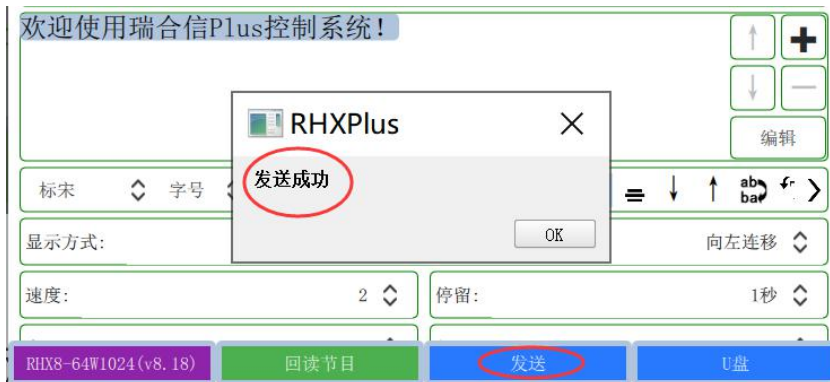 欢迎使用瑞合信Plus控制系统！
编辑
RHXPlus
发送成功
OK
标宋 字号
ab
ba
显示方式: 向左连移
速度: 2 停留: 1秒
RHX8-64W1024(v8.18) 回读节目 发送 U盘